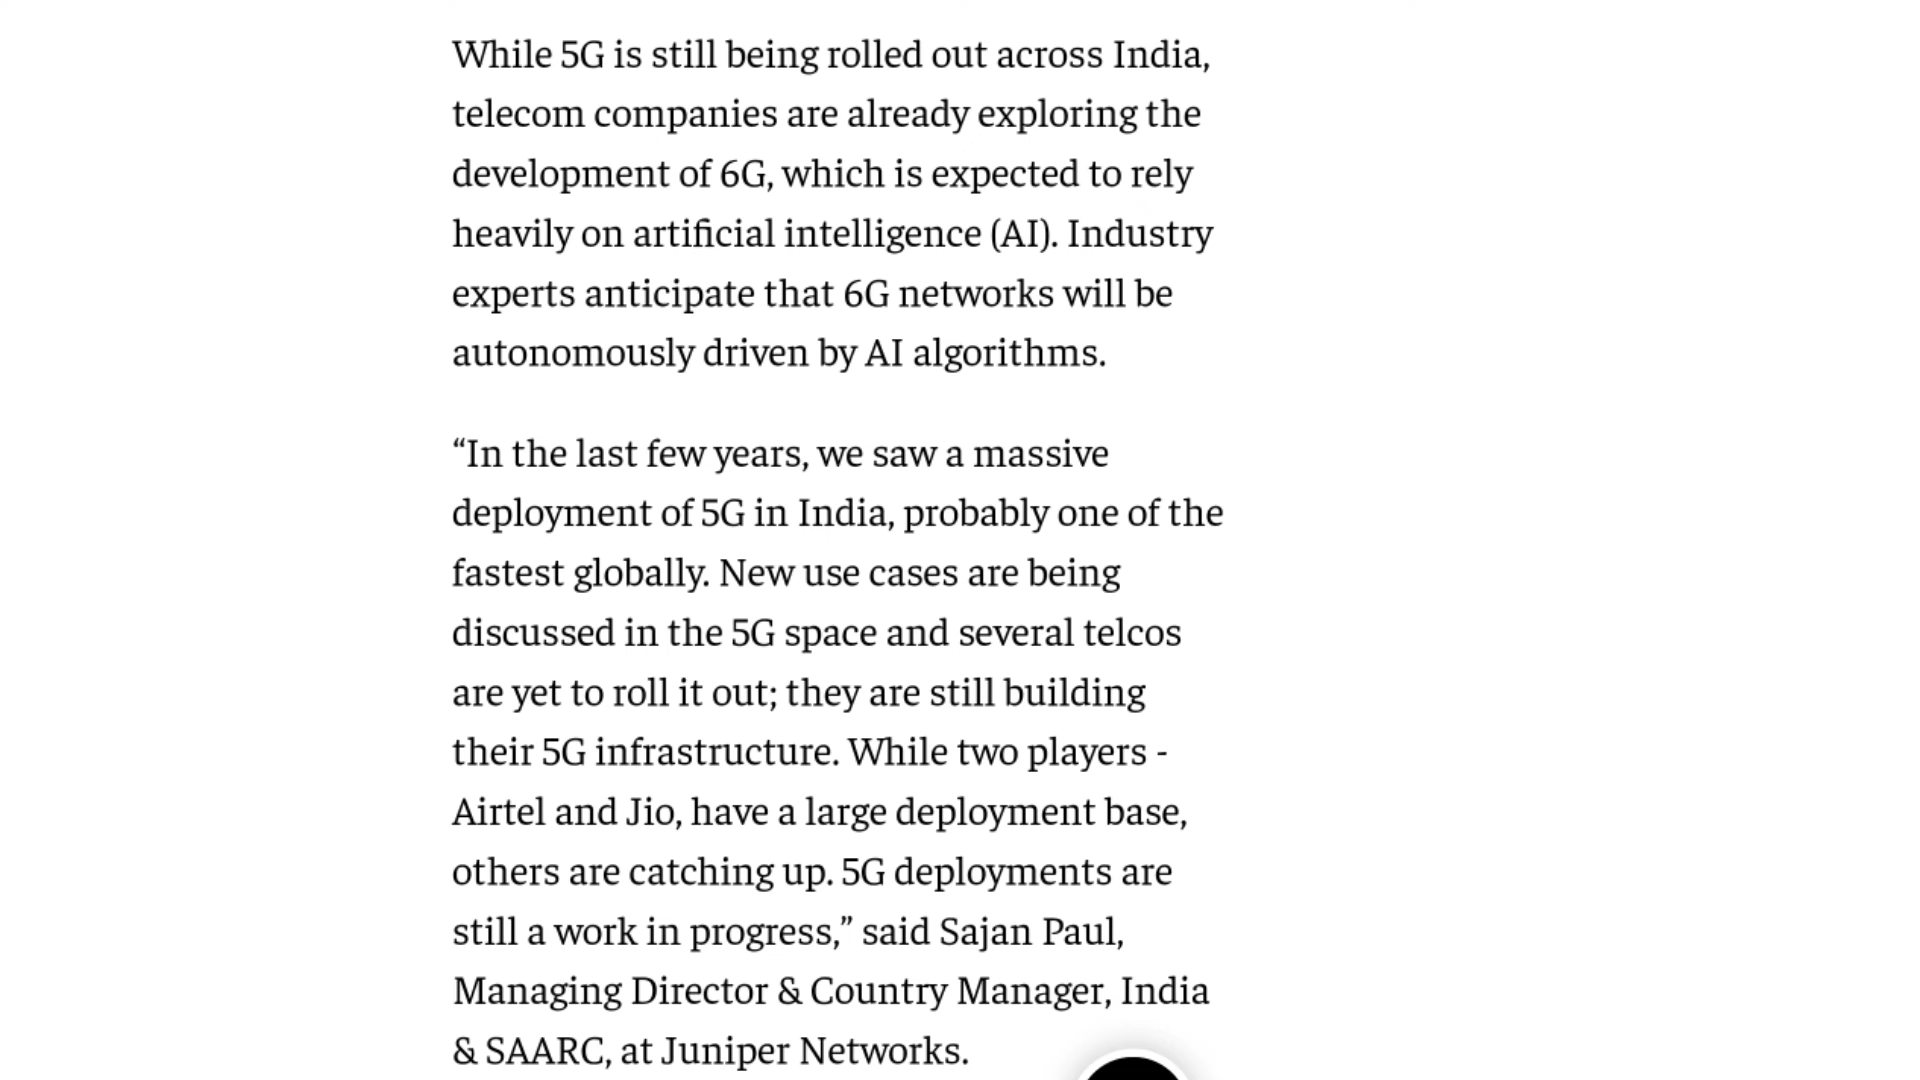 While 5G is still being rolled out across India,
telecom companies are already exploring the
development of 6G, which is expected to rely
heavily on artificial intelligence (AI). Industry
experts anticipate that 6G networks will be
autonomously driven by AI algorithms.
“In the last few years, we saw a massive
deployment of 5G in India, probably one of the
fastest globally. New use cases are being
discussed in the 5G space and several telcos
are yet to roll it out; they are still building
their 5G infrastructure. While two players -
Airtel and Jio, have a large deployment base,
others are catching up. 5G deployments are
still a work in progress,” said Sajan Paul,
Managing Director & Country Manager, India
& SAARC, at Juniper Networks.